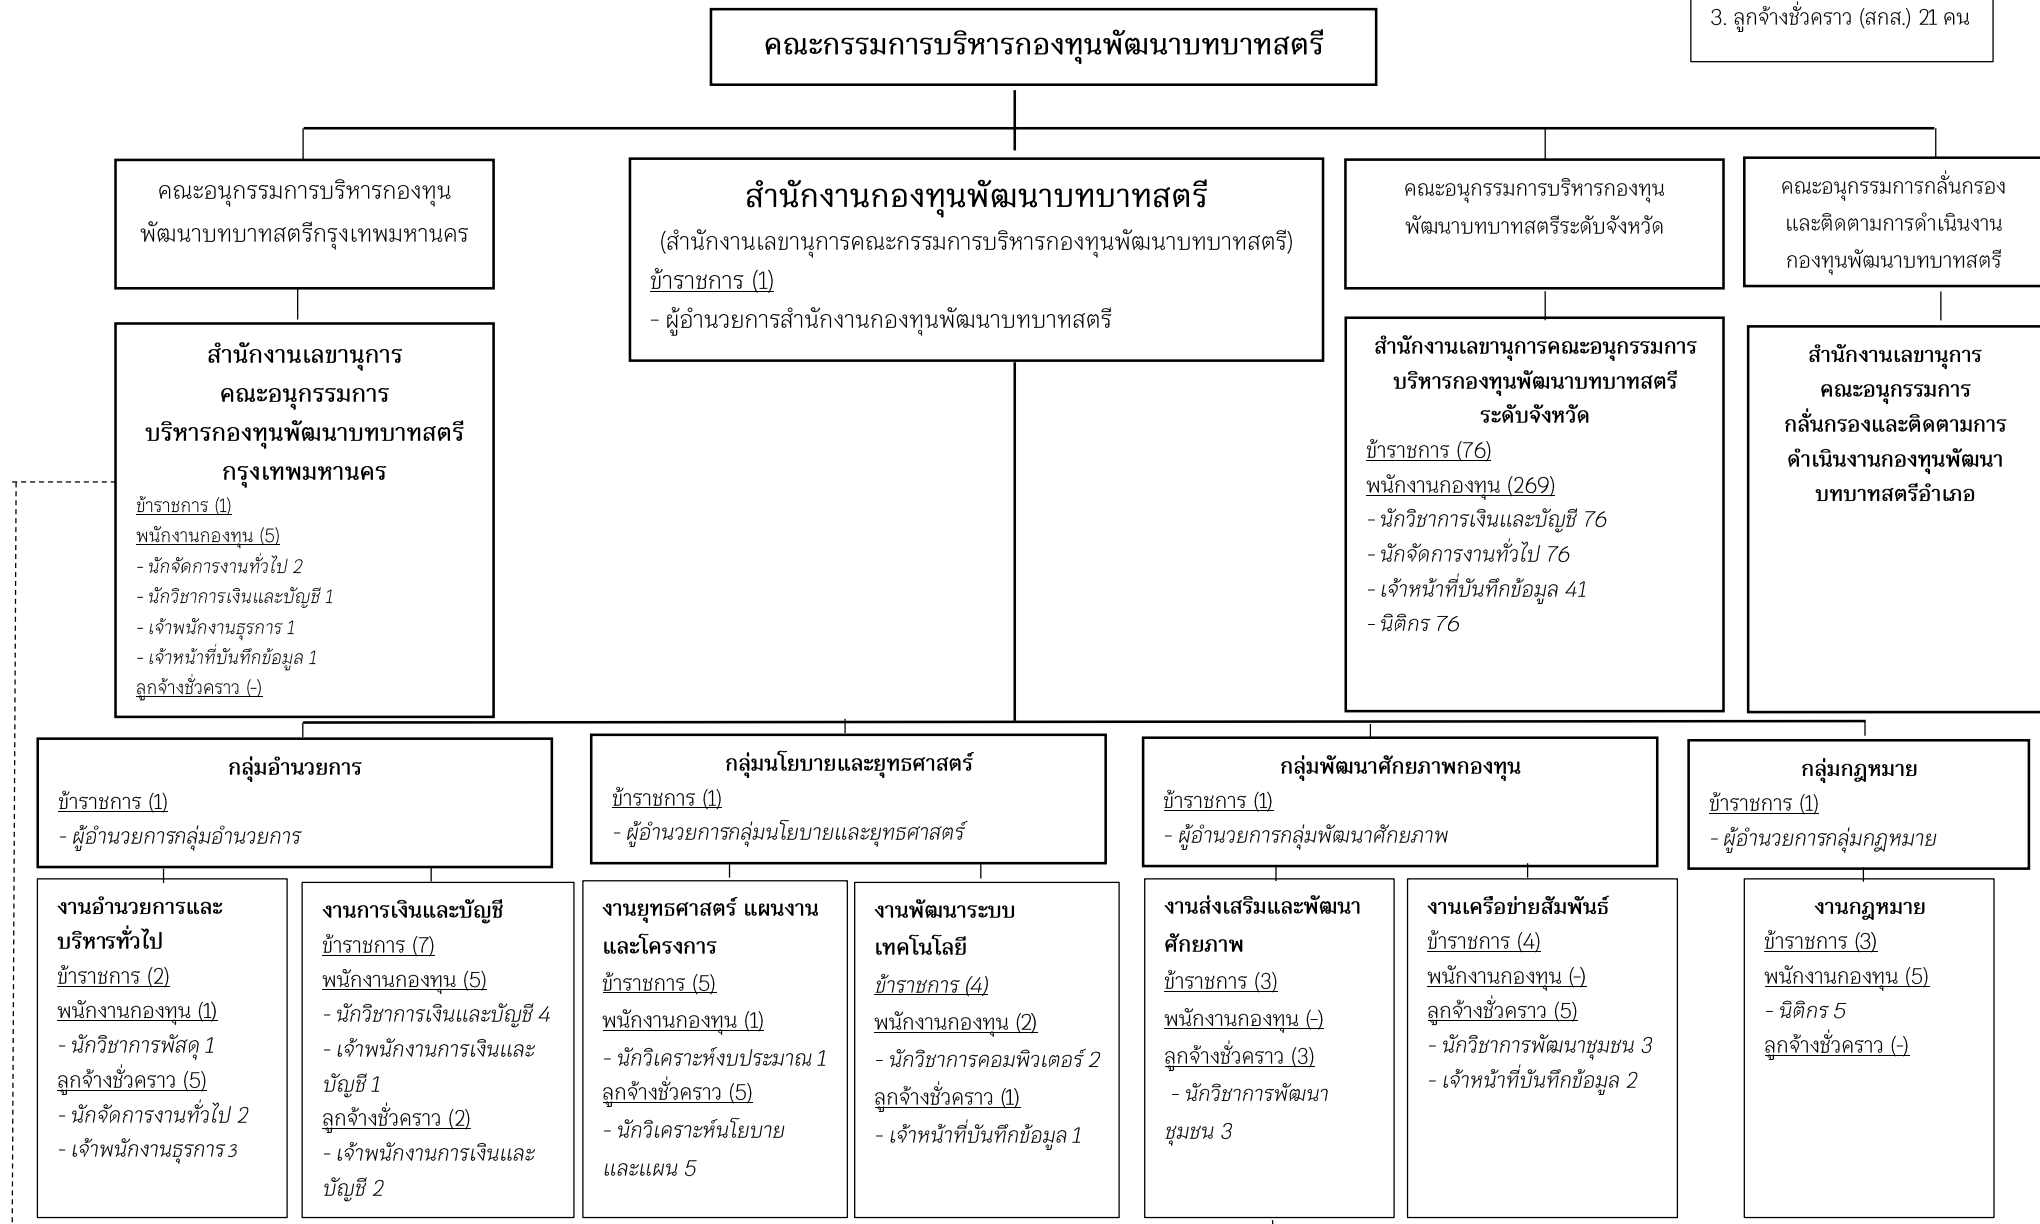 3. ลูกจ้างชั่วคราว (สกส.) 21 คน
คณะกรรมการบริหารกองทุนพัฒนาบทบาทสตรี
คณะอนุกรรมการบริหารกองทุน
พัฒนาบทบาทสตรีกรุงเทพมหานคร
สำนักงานกองทุนพัฒนาบทบาทสตรี
(สำนักงานเลขานุการคณะกรรมการบริหารกองทุนพัฒนาบทบาทสตรี)
ข้าราชการ (1)
- ผู้อำนวยการสำนักงานกองทุนพัฒนาบทบาทสตรี
คณะอนุกรรมการบริหารกองทุน
พัฒนาบทบาทสตรีระดับจังหวัด
คณะอนุกรรมการกลั่นกรอง
และติดตามการดำเนินงาน
กองทุนพัฒนาบทบาทสตรี
สำนักงานเลขานุการ
คณะอนุกรรมการ
บริหารกองทุนพัฒนาบทบาทสตรี
กรุงเทพมหานคร
ข้าราชการ (1)
พนักงานกองทุน (5)
- นักจัดการงานทั่วไป 2
- นักวิชาการเงินและบัญชี 1
- เจ้าพนักงานธุรการ 1
- เจ้าหน้าที่บันทึกข้อมูล 1
ลูกจ้างชั่วคราว (-)
สำนักงานเลขานุการคณะอนุกรรมการ
บริหารกองทุนพัฒนาบทบาทสตรี
ระดับจังหวัด
ข้าราชการ (76)
พนักงานกองทุน (269)
- นักวิชาการเงินและบัญชี 76
- นักจัดการงานทั่วไป 76
- เจ้าหน้าที่บันทึกข้อมูล 41
- นิติกร 76
สำนักงานเลขานุการ
คณะอนุกรรมการ
กลั่นกรองและติดตามการ
ดำเนินงานกองทุนพัฒนา
บทบาทสตรีอำเภอ
กลุ่มอำนวยการ
ข้าราชการ (1)
- ผู้อำนวยการกลุ่มอำนวยการ
กลุ่มนโยบายและยุทธศาสตร์
ข้าราชการ (1)
- ผู้อำนวยการกลุ่มนโยบายและยุทธศาสตร์
กลุ่มพัฒนาศักยภาพกองทุน
ข้าราชการ (1)
- ผู้อำนวยการกลุ่มพัฒนาศักยภาพ
กลุ่มกฎหมาย
ข้าราชการ (1)
- ผู้อำนวยการกลุ่มกฎหมาย
งานอำนวยการและ
บริหารทั่วไป
ข้าราชการ (2)
พนักงานกองทุน (1)
- นักวิชาการพัสดุ 1
ลูกจ้างชั่วคราว (5)
- นักจัดการงานทั่วไป 2
- เจ้าพนักงานธุรการ 3
งานการเงินและบัญชี
ข้าราชการ (7)
พนักงานกองทุน (5)
- นักวิชาการเงินและบัญชี 4
- เจ้าพนักงานการเงินและ
บัญชี 1
ลูกจ้างชั่วคราว (2)
- เจ้าพนักงานการเงินและ
บัญชี 2
งานยุทธศาสตร์ แผนงาน
และโครงการ
ข้าราชการ (5)
พนักงานกองทุน (1)
- นักวิเคราะห์งบประมาณ 1
ลูกจ้างชั่วคราว (5)
- นักวิเคราะห์นโยบาย
และแผน 5
งานพัฒนาระบบ
เทคโนโลยี
ข้าราชการ (4)
พนักงานกองทุน (2)
- นักวิชาการคอมพิวเตอร์ 2
ลูกจ้างชั่วคราว (1)
- เจ้าหน้าที่บันทึกข้อมูล 1
งานส่งเสริมและพัฒนา
ศักยภาพ
ข้าราชการ (3)
พนักงานกองทุน (-)
ลูกจ้างชั่วคราว (3)
- นักวิชาการพัฒนา
ชุมชน 3
งานเครือข่ายสัมพันธ์
ข้าราชการ (4)
พนักงานกองทุน (-)
ลูกจ้างชั่วคราว (5)
- นักวิชาการพัฒนาชุมชน 3
- เจ้าหน้าที่บันทึกข้อมูล 2
งานกฎหมาย
ข้าราชการ (3)
พนักงานกองทุน (5)
- นิติกร 5
ลูกจ้างชั่วคราว (-)